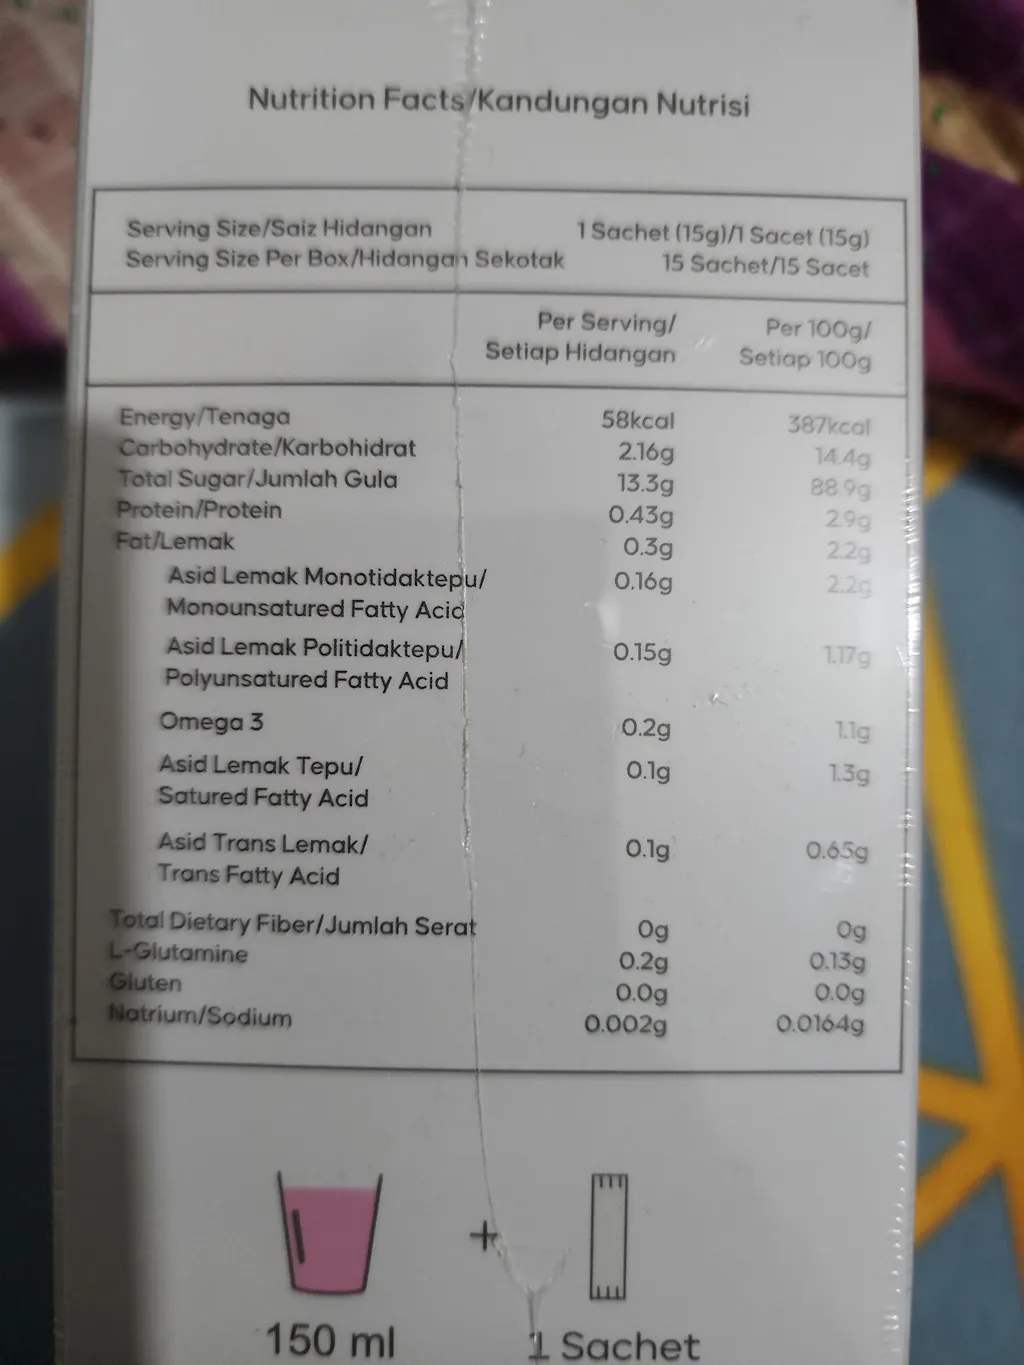 Nutrition Facts/Kandungan Nutrisi
Serving Size/Saiz Hidangan 1 Sachet (15g)/1 Sacet (15g)
Serving Size Per Box/Hidangan Sekotak 15 Sachet/15 Sacet
Per Serving/ Per 100g/
Setiap Hidangan Setiap 100g
Energy/Tenaga 58kcal 387kcal
Carbohydrate/Karbohidrat 2.16g 14.4g
Total Sugar/Jumlah Gula 13.3g 88.9g
Protein/Protein 0.43g 2.9g
Fat/Lemak 0.3g 2.2g
Asid Lemak Monotidaktepu/ 0.16g 2.2g
Monounsatured Fatty Acid
Asid Lemak Politidaktepu/ 0.15g 1.17g
Polyunsatured Fatty Acid
Omega 3 0.2g 1.1g
Asid Lemak Tepu/ 0.1g 1.3g
Satured Fatty Acid
Asid Trans Lemak/ 0.1g 0.65g
Trans Fatty Acid
Total Dietary Fiber/Jumlah Serat 0g 0g
L-Glutamine 0.2g 0.13g
Gluten 0.0g 0.0g
Natrium/Sodium 0.002g 0.0164g
+
150 ml 1 Sachet